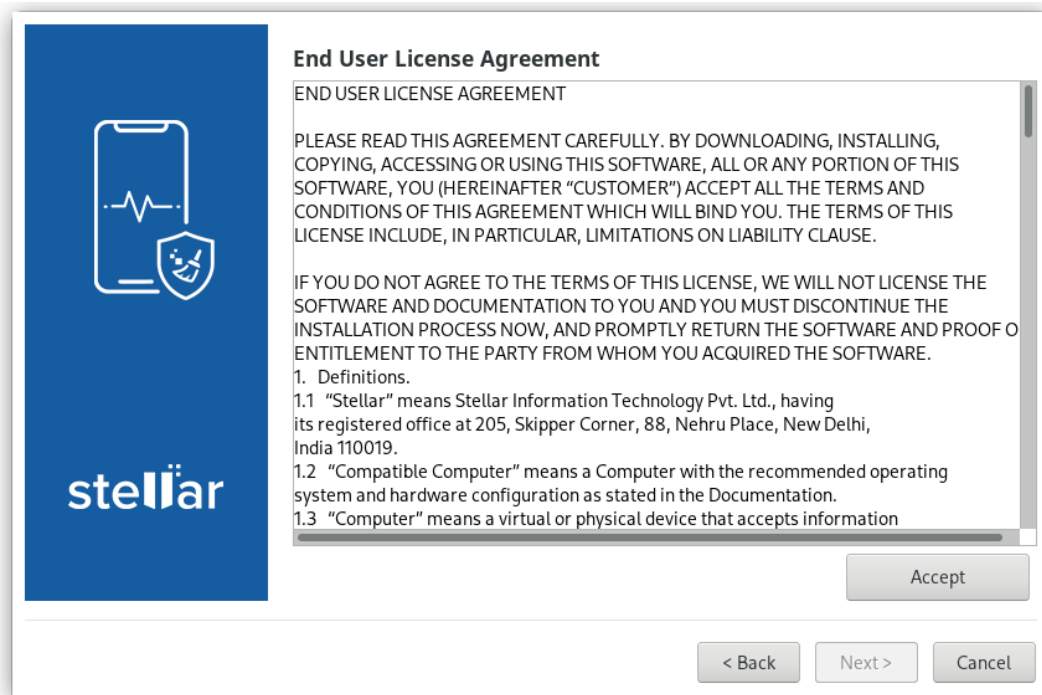 End User License Agreement
END USER LICENSE AGREEMENT
PLEASE READ THIS AGREEMENT CAREFULLY. BY DOWNLOADING, INSTALLING,
COPYING, ACCESSING OR USING THIS SOFTWARE, ALL OR ANY PORTION OF THIS
SOFTWARE, YOU (HEREINAFTER “CUSTOMER”) ACCEPT ALL THE TERMS AND
CONDITIONS OF THIS AGREEMENT WHICH WILL BIND YOU. THE TERMS OF THIS
LICENSE INCLUDE, IN PARTICULAR, LIMITATIONS ON LIABILITY CLAUSE.
IF YOU DO NOT AGREE TO THE TERMS OF THIS LICENSE, WE WILL NOT LICENSE THE
SOFTWARE AND DOCUMENTATION TO YOU AND YOU MUST DISCONTINUE THE
INSTALLATION PROCESS NOW, AND PROMPTLY RETURN THE SOFTWARE AND PROOF O
ENTITLEMENT TO THE PARTY FROM WHOM YOU ACQUIRED THE SOFTWARE.
1. Definitions.
1.1 “Stellar” means Stellar Information Technology Pvt. Ltd., having
its registered office at 205, Skipper Corner, 88, Nehru Place, New Delhi,
India 110019.
1.2 “Compatible Computer” means a Computer with the recommended operating
system and hardware configuration as stated in the Documentation.
1.3 “Computer” means a virtual or physical device that accepts information
stellar
Accept
< Back
Next >
Cancel